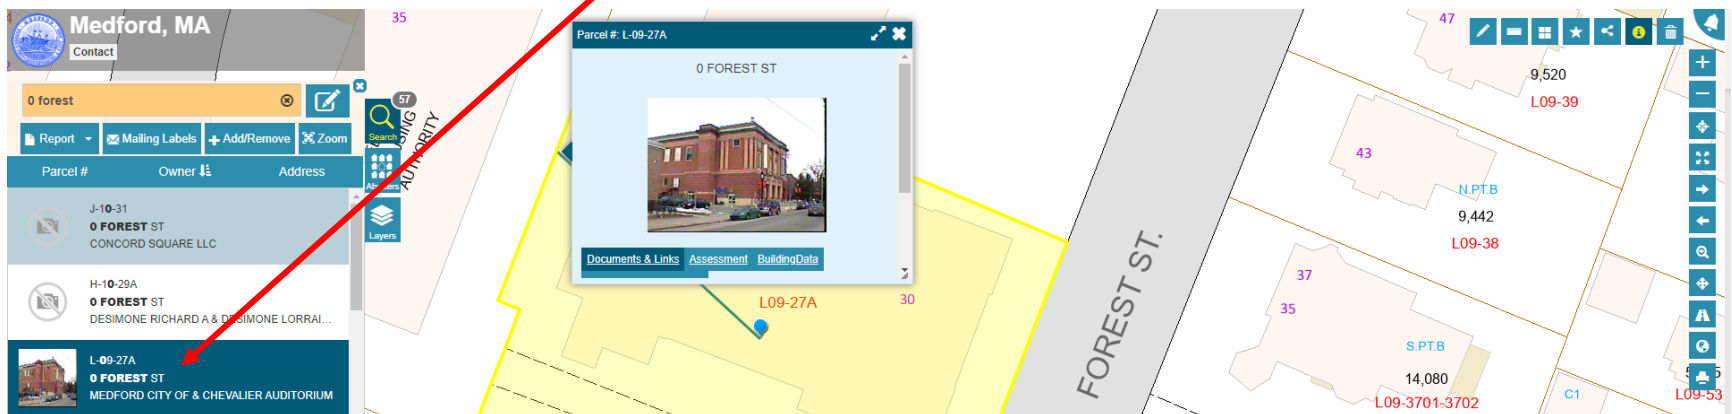 Medford, MA
Contact
0 forest
Report
Mailing Labels
Add/Remove
Zoom
Parcel #
Owner
Address
J-10-31
0 FOREST ST
CONCORD SQUARE LLC
H-10-29A
0 FOREST ST
DESIMONE RICHARD A & DESIMONE LORRAI...
L-09-27A
0 FOREST ST
MEDFORD CITY OF & CHEVALIER AUDITORIUM
57
Search
Abutters
Layers
35
AUTHORITY
Parcel #: L-09-27A
0 FOREST ST
Documents & Links
Assessment
BuildingData
L09-27A
30
FOREST ST.
47
9,520
L09-39
43
N.PT.B
9,442
L09-38
37
35
S.PT.B
14,080
L09-3701-3702
C1
L09-53